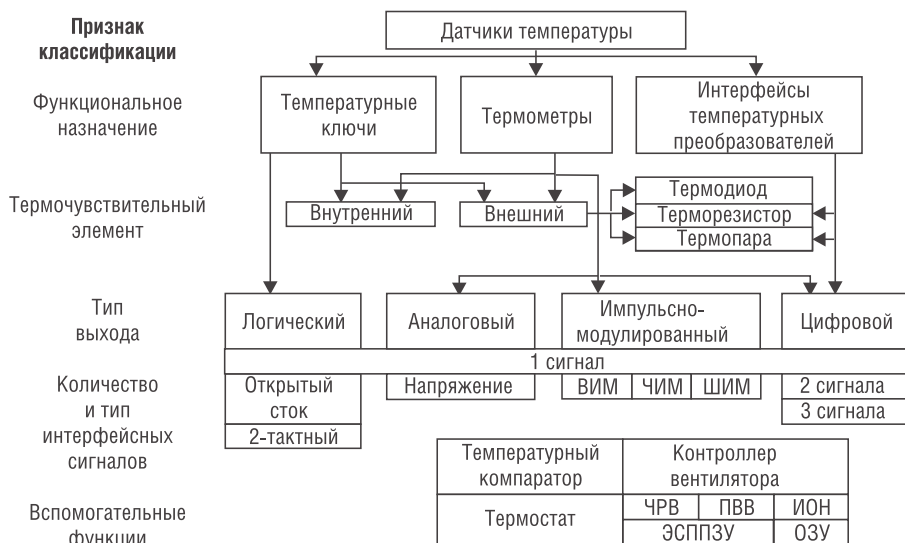 Признак
классификации
Датчики температуры
Функциональное
назначение
Температурные
ключи
Термометры
Интерфейсы
температурных
преобразователей
Термочувствительный
элемент
Внутренний
Внешний
Термодиод
Терморезистор
Термопара
Тип
выхода
Логический
Аналоговый
Импульсно-
модулированный
Цифровой
1 сигнал
Количество
и тип
интерфейсных
сигналов
Открытый
сток
2-тактный
Напряжение
ВИМ
ЧИМ
ШИМ
2 сигнала
3 сигнала
Вспомогательные
функции
Температурный
компаратор
Контроллер
вентилятора
Термостат
ЧРВ
ПВВ
ИОН
ЭСППЗУ
ОЗУ